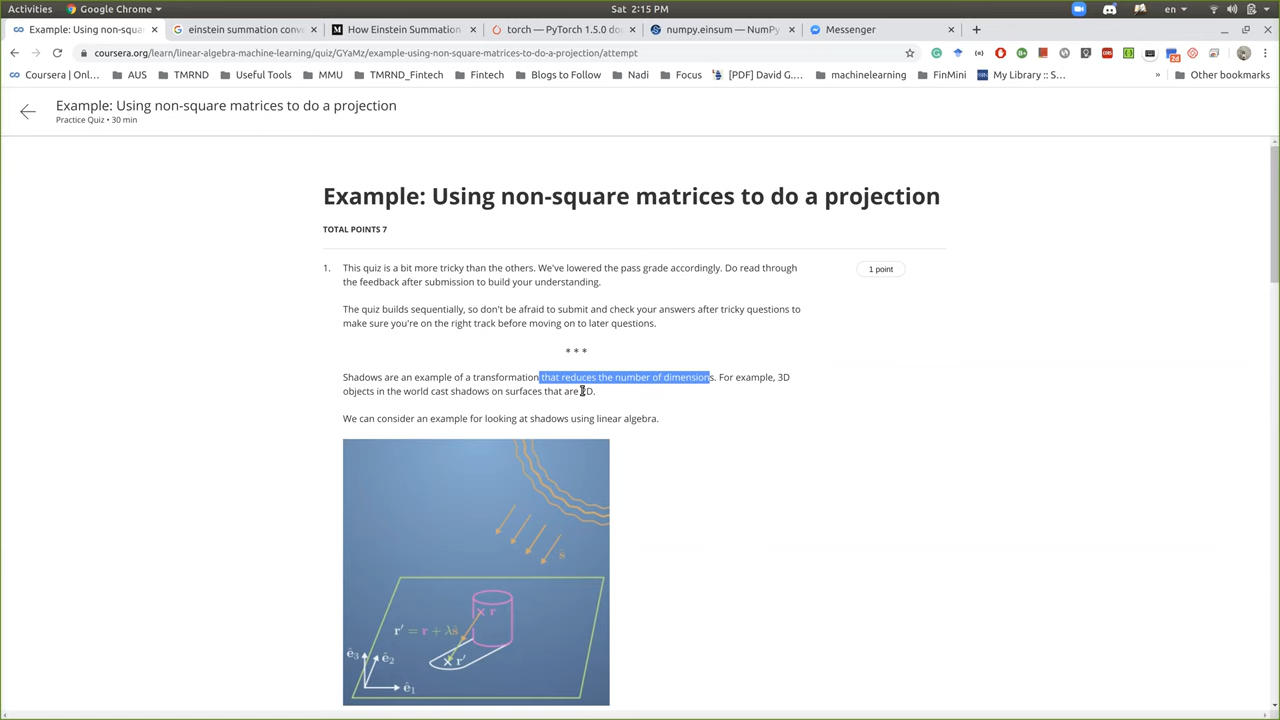 Activities Google Chrome Sat 2:15 PM en
Example: Using non-squa einstein summation conv How Einstein Summation torch — PyTorch 1.5.0 do numpy.einsum — NumPy Messenger
coursera.org/learn/linear-algebra-machine-learning/quiz/GYaMz/example-using-non-square-matrices-to-do-a-projection/attempt
Coursera | Onl... AUS TMRND Useful Tools MMU TMRND_Fintech Fintech Blogs to Follow Nadi Focus [PDF] David G.... machinelearning FinMini My Library :: S... » Other bookmarks
Example: Using non-square matrices to do a projection
Practice Quiz • 30 min
Example: Using non-square matrices to do a projection
TOTAL POINTS 7
1. This quiz is a bit more tricky than the others. We've lowered the pass grade accordingly. Do read through 1 point
the feedback after submission to build your understanding.
The quiz builds sequentially, so don't be afraid to submit and check your answers after tricky questions to
make sure you're on the right track before moving on to later questions.
* * *
Shadows are an example of a transformation that reduces the number of dimensions. For example, 3D
objects in the world cast shadows on surfaces that are 2D.
We can consider an example for looking at shadows using linear algebra.
ŝ
r
r' = r + λŝ
r'
ê3 ê2
ê1